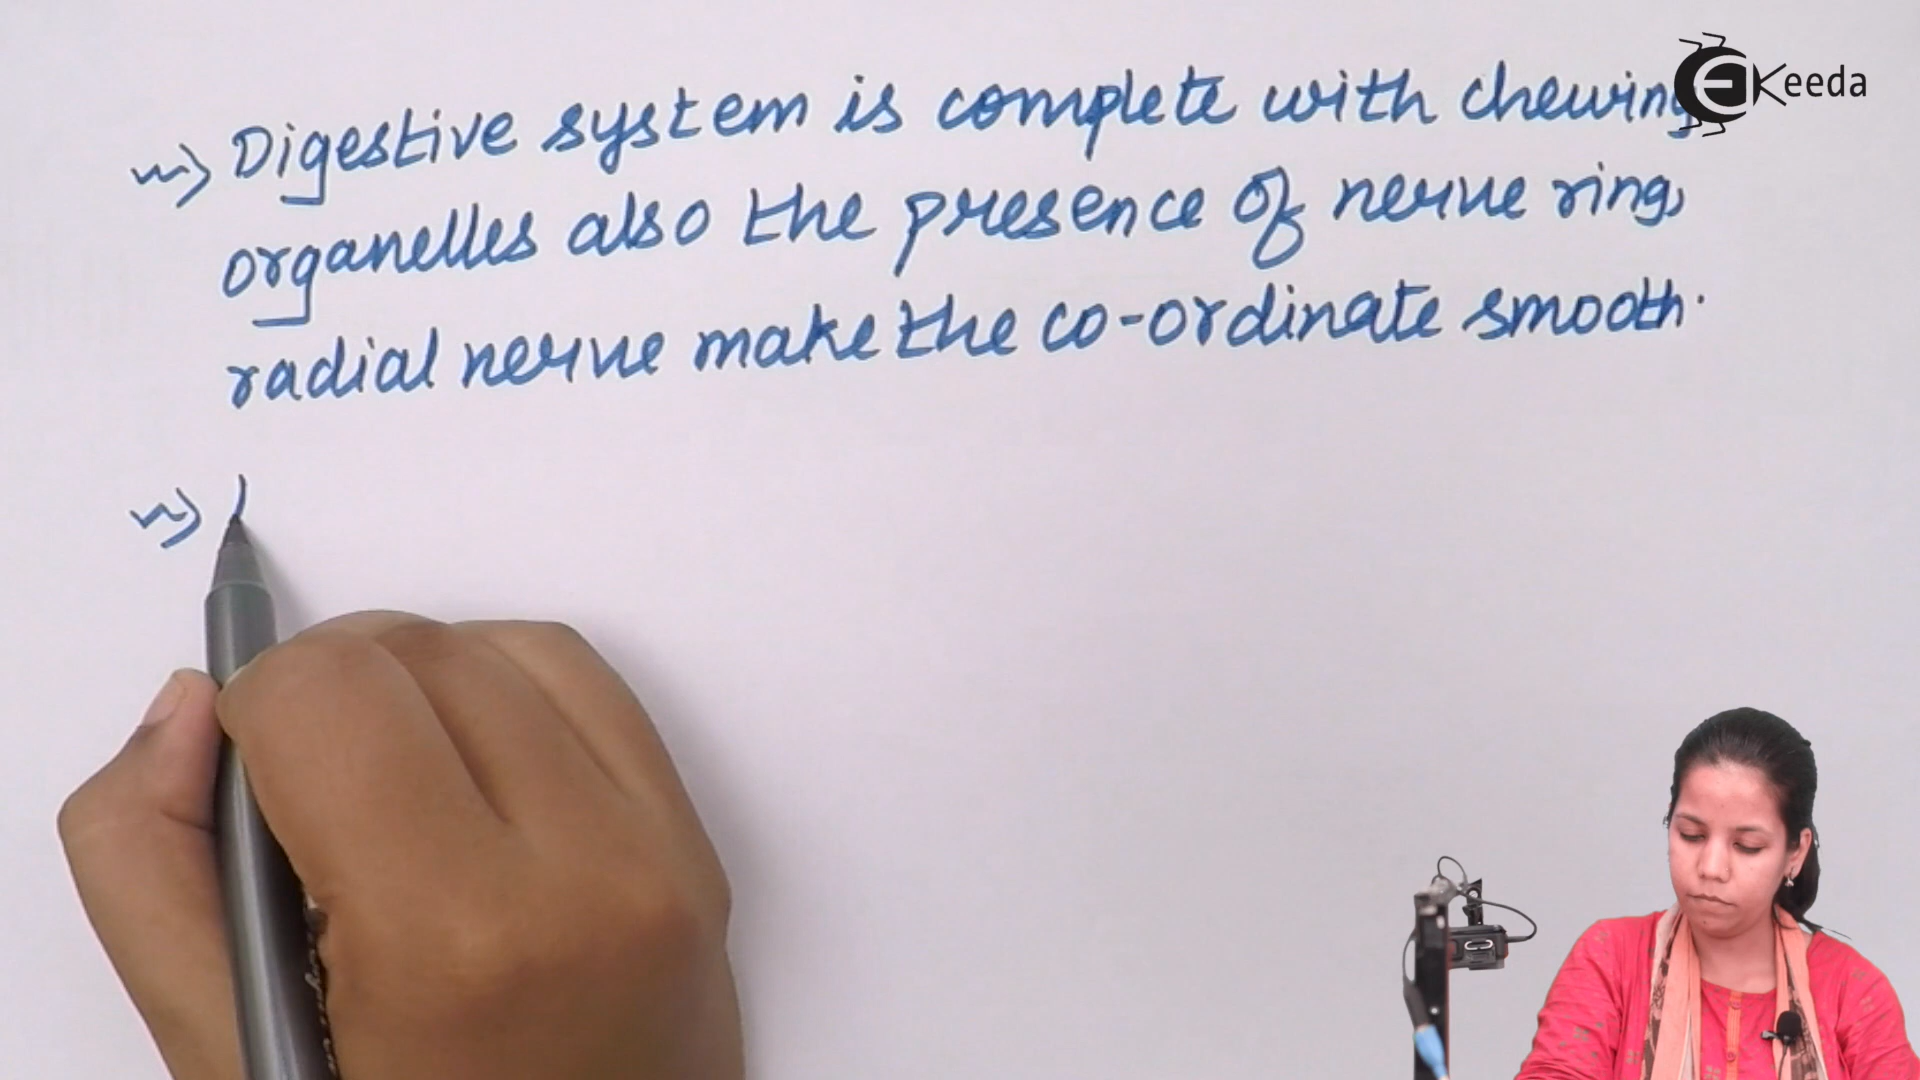 Digestive system is complete with chewing
organelles also the presence of nerve ring,
radial nerve make the co-ordinate smooth.
EKeeda